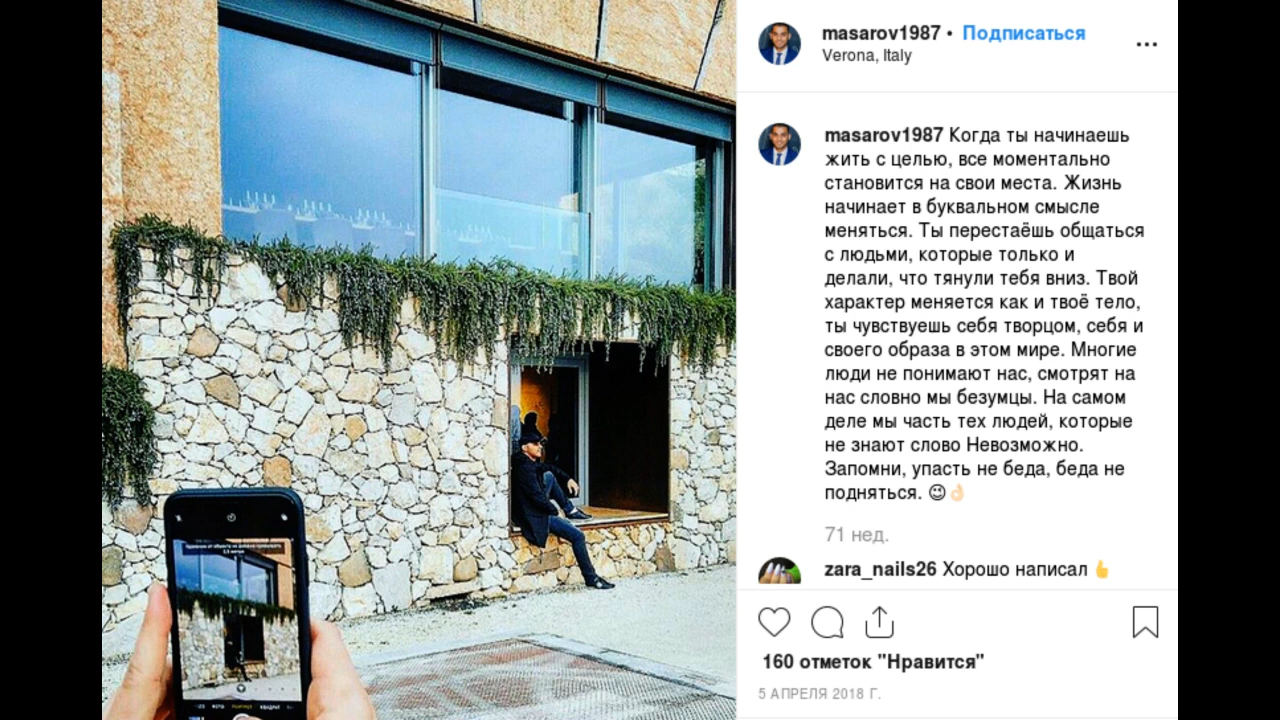 masarov1987 • Подписаться
Verona, Italy
masarov1987 Когда ты начинаешь
жить с целью, все моментально
становится на свои места. Жизнь
начинает в буквальном смысле
меняться. Ты перестаёшь общаться
с людьми, которые только и
делали, что тянули тебя вниз. Твой
характер меняется как и твоё тело,
ты чувствуешь себя творцом, себя и
своего образа в этом мире. Многие
люди не понимают нас, смотрят на
нас словно мы безумцы. На самом
деле мы часть тех людей, которые
не знают слово Невозможно.
Запомни, упасть не беда, беда не
подняться. 😉👌🏻
71 нед.
zara_nails26 Хорошо написал 👍
160 отметок "Нравится"
5 АПРЕЛЯ 2018 Г.